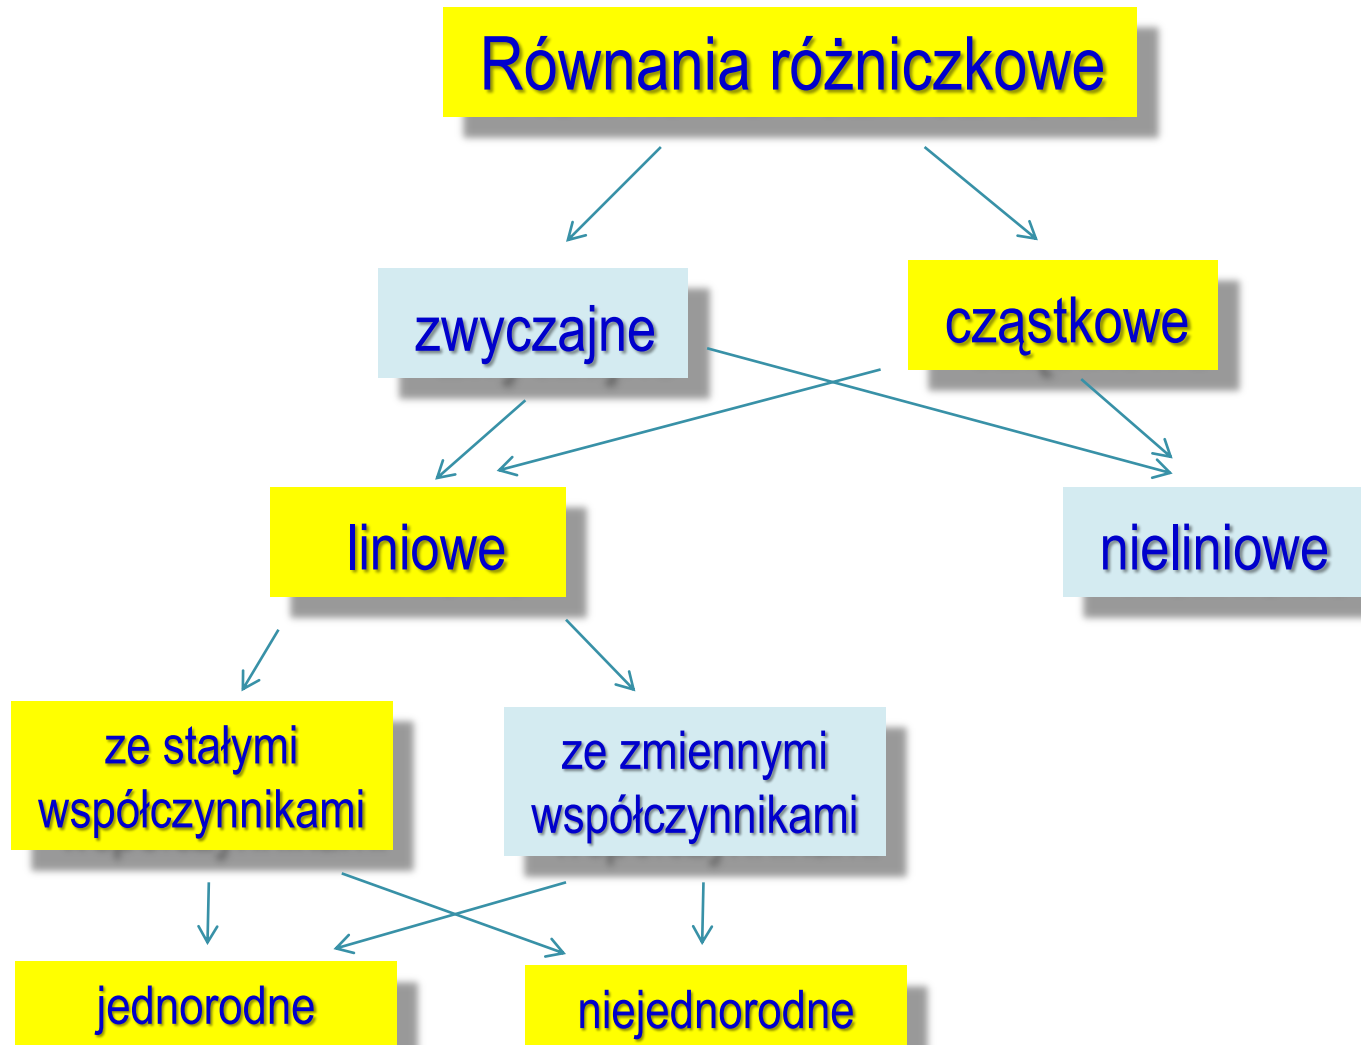 Równania różniczkowe
zwyczajne
cząstkowe
liniowe
nieliniowe
ze stałymi
współczynnikami
ze zmiennymi
współczynnikami
jednorodne
niejednorodne